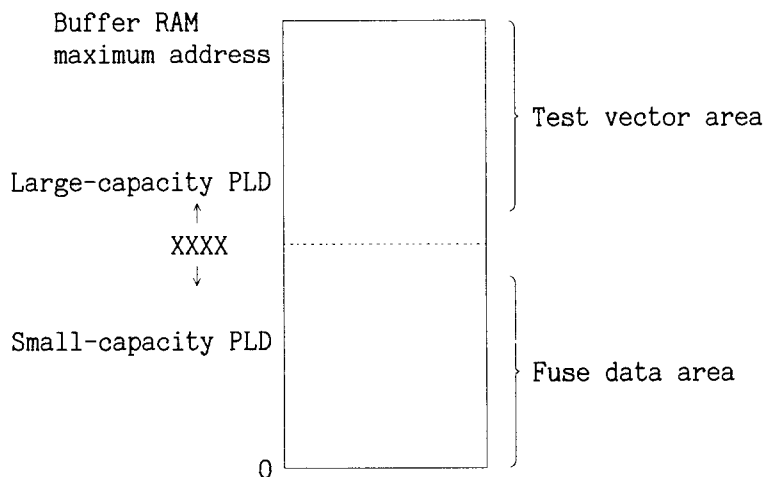 Buffer RAM
maximum address
Test vector area
Large-capacity PLD
XXXX
Small-capacity PLD
Fuse data area
0